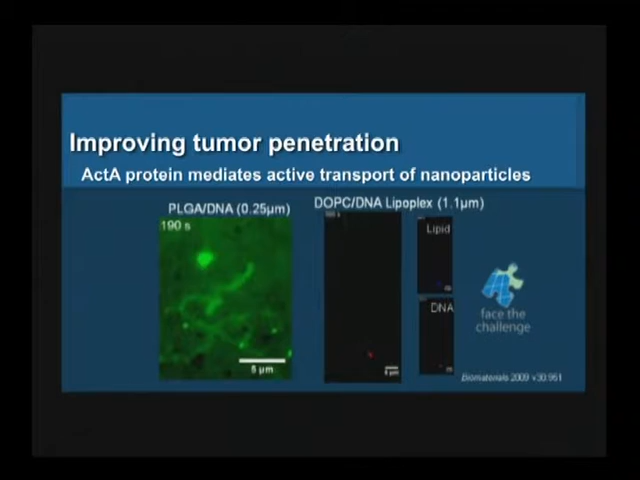 Improving tumor penetration
ActA protein mediates active transport of nanoparticles
PLGA/DNA (0.25µm)
DOPC/DNA Lipoplex (1.1µm)
190 s
Lipid
DNA
5 µm
face the
challenge
Biomaterials 2009 v30:951